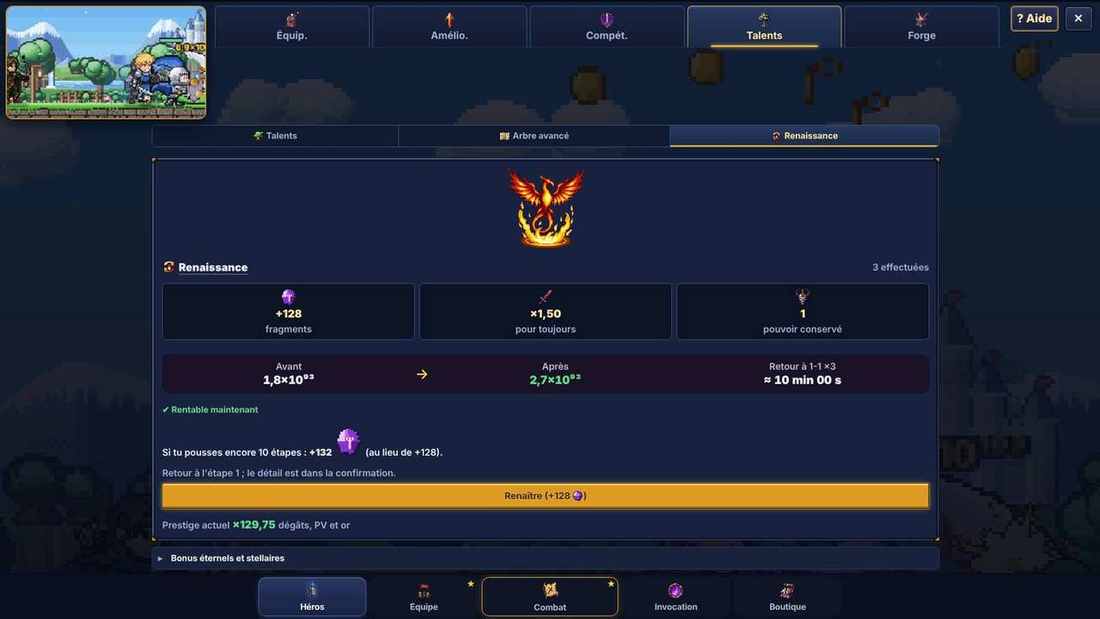 Équip.
Amélio.
Compét.
Talents
Forge
? Aide
×
Talents
Arbre avancé
Renaissance
Renaissance
3 effectuées
+128
fragments
×1,50
pour toujours
1
pouvoir conservé
Avant
1,8×10⁹³
→
Après
2,7×10⁹³
Retour à 1-1 ×3
≈ 10 min 00 s
✔ Rentable maintenant
Si tu pousses encore 10 étapes : +132 (au lieu de +128).
Retour à l'étape 1 ; le détail est dans la confirmation.
Renaître (+128 )
Prestige actuel ×129,75 dégâts, PV et or
▸ Bonus éternels et stellaires
Héros
Équipe
Combat
Invocation
Boutique